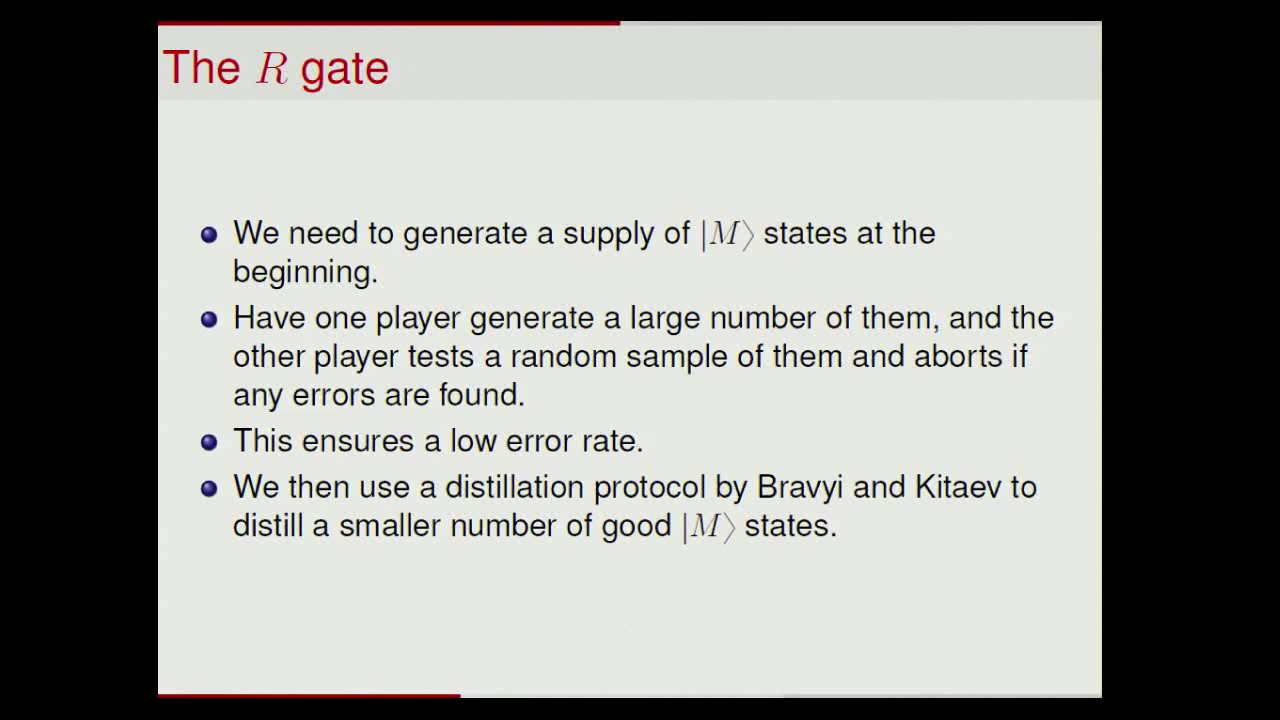 The R gate
We need to generate a supply of |M⟩ states at the
beginning.
Have one player generate a large number of them, and the
other player tests a random sample of them and aborts if
any errors are found.
This ensures a low error rate.
We then use a distillation protocol by Bravyi and Kitaev to
distill a smaller number of good |M⟩ states.